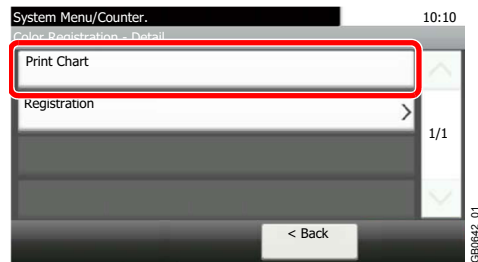 System Menu/Counter.
10:10
Color Registration - Detail
Print Chart
Registration
1/1
< Back
GB0642_01